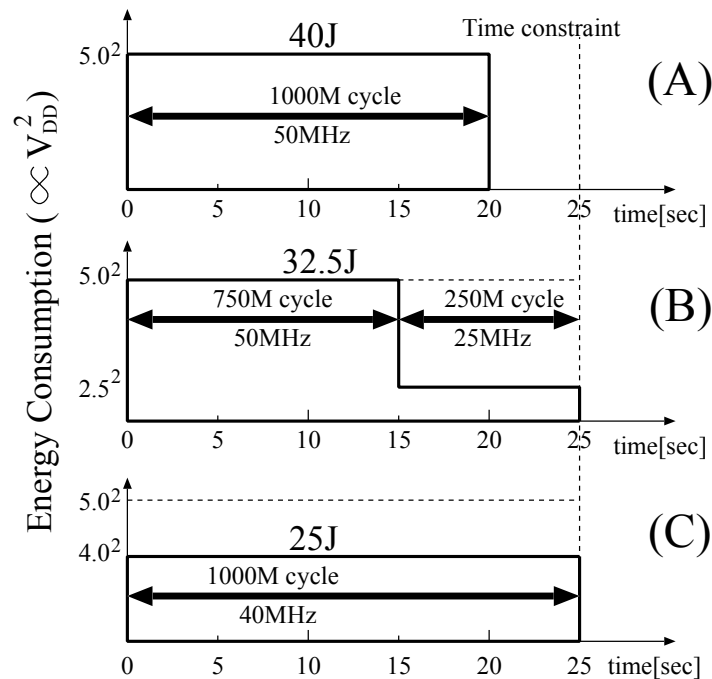 Energy Consumption ( ∝ V_DD^2 )
40J
Time constraint
5.0²
(A)
1000M cycle
50MHz
0 5 10 15 20 25
time[sec]
32.5J
5.0²
750M cycle
250M cycle
(B)
50MHz
25MHz
2.5²
0 5 10 15 20 25
time[sec]
5.0²
25J
(C)
4.0²
1000M cycle
40MHz
0 5 10 15 20 25
time[sec]